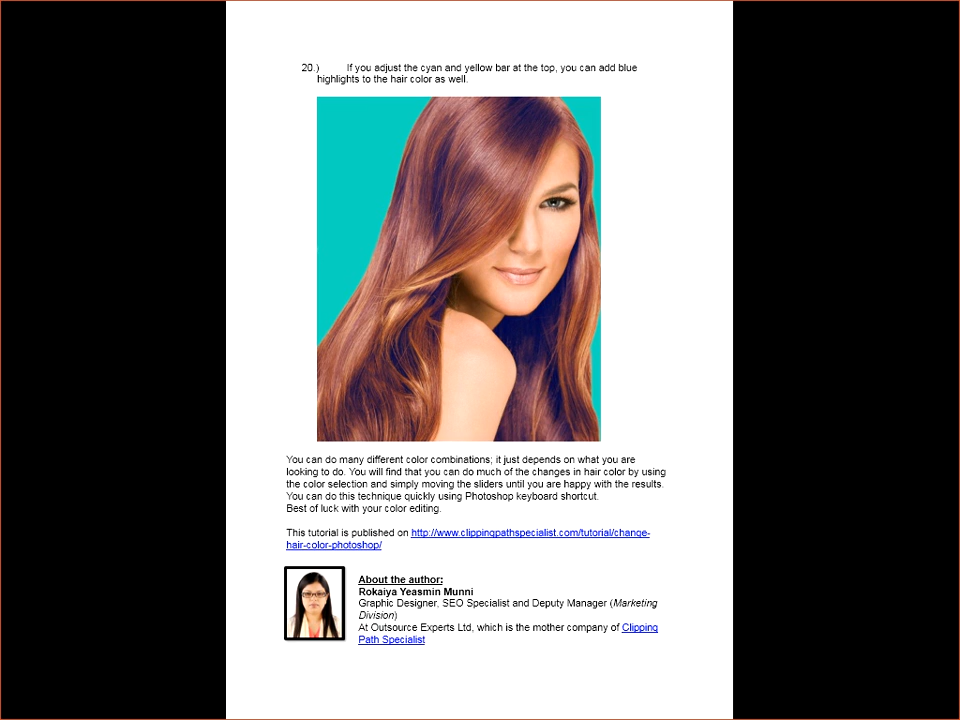 20.) If you adjust the cyan and yellow bar at the top, you can add blue
highlights to the hair color as well.
You can do many different color combinations; it just depends on what you are
looking to do. You will find that you can do much of the changes in hair color by using
the color selection and simply moving the sliders until you are happy with the results.
You can do this technique quickly using Photoshop keyboard shortcut.
Best of luck with your color editing.
This tutorial is published on http://www.clippingpathspecialist.com/tutorial/change-
hair-color-photoshop/
About the author:
Rokaiya Yeasmin Munni
Graphic Designer, SEO Specialist and Deputy Manager (Marketing
Division)
At Outsource Experts Ltd, which is the mother company of Clipping
Path Specialist